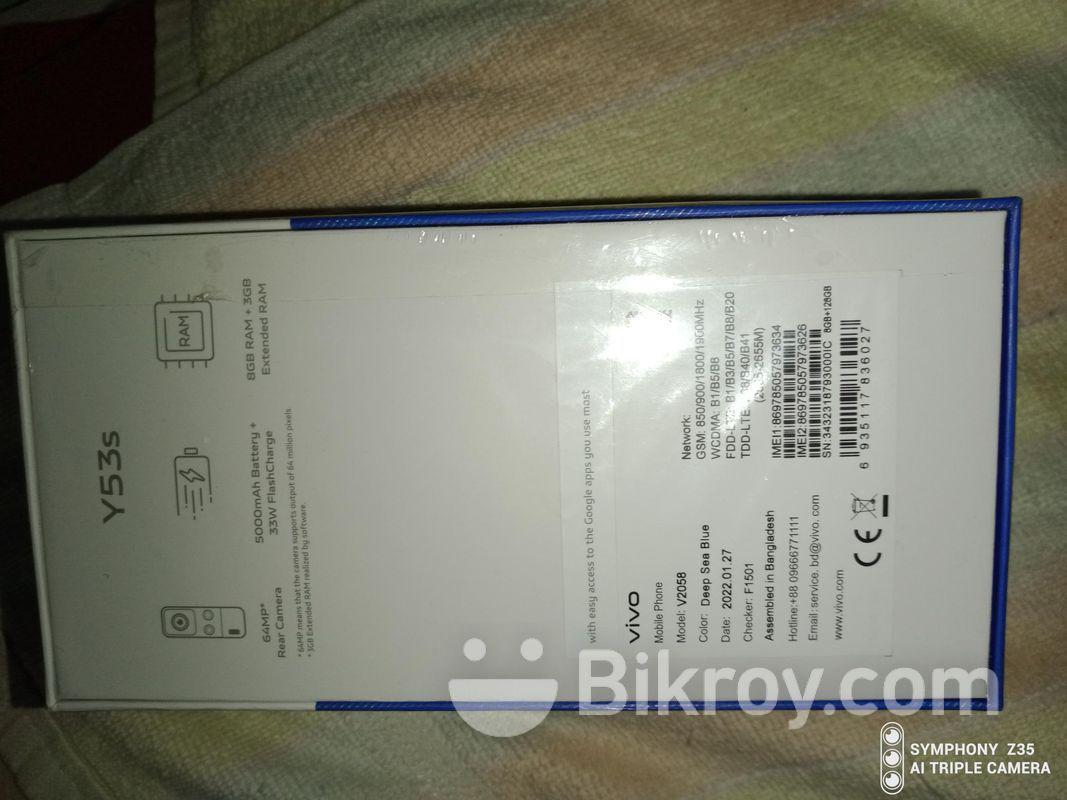 Y53s
64MP*
Rear Camera
5000mAh Battery +
33W FlashCharge
RAM
8GB RAM + 3GB
Extended RAM
* 64MP means that the camera supports output of 64 million pixels.
* 3GB Extended RAM realized by software.
with easy access to the Google apps you use most
vivo
Mobile Phone
Model: V2058
Color: Deep Sea Blue
Date: 2022.01.27
Checker: F1501
Assembled in Bangladesh
Hotline:+88 09666771111
Email:service.bd@vivo.com
www.vivo.com
CE
Network:
GSM: 850/900/1800/1900MHz
WCDMA: B1/B5/B8
FDD-LTE: B1/B3/B5/B7/B8/B20
TDD-LTE: /B40/B41
IMEI1:869785057973634
IMEI2:869785057973626
SN:3432318793000IC 8GB+128GB
6 935117 836027
Bikroy.com
SYMPHONY Z35
AI TRIPLE CAMERA